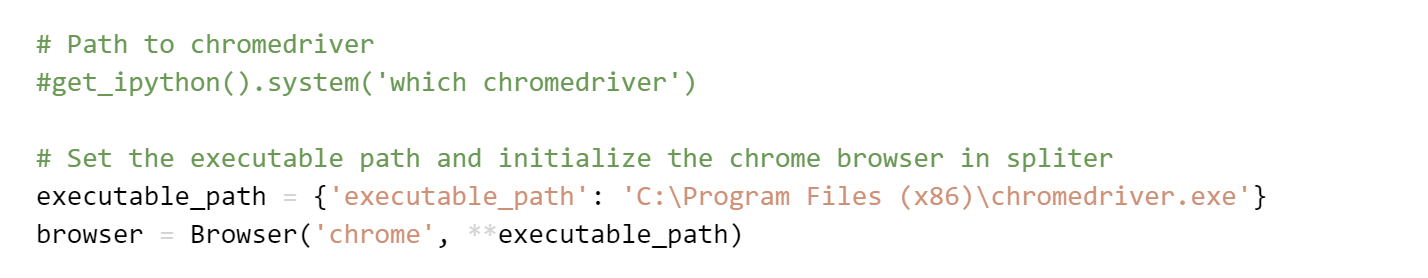 # Path to chromedriver
#get_ipython().system('which chromedriver')
# Set the executable path and initialize the chrome browser in spliter
executable_path = {'executable_path': 'C:\Program Files (x86)\chromedriver.exe'}
browser = Browser('chrome', **executable_path)